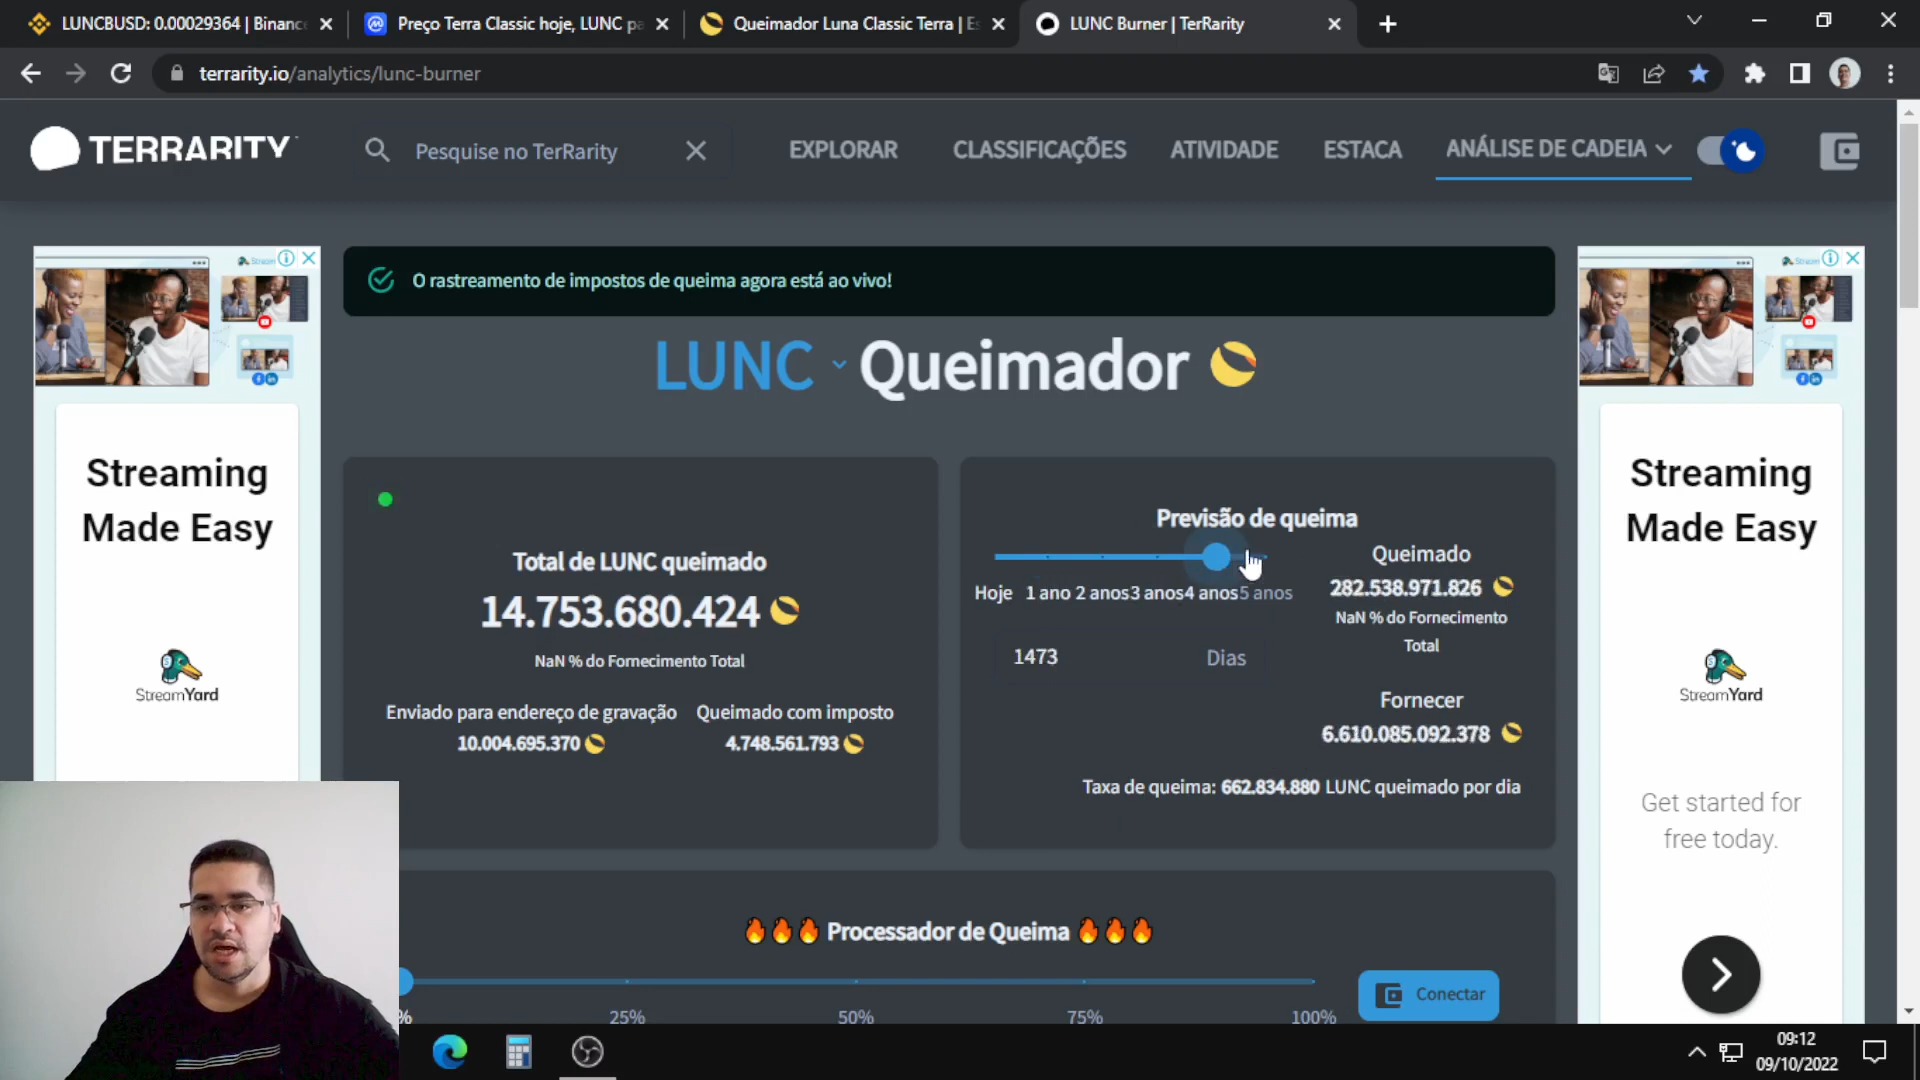 LUNCBUSD: 0.00029364 | Binance
Preço Terra Classic hoje, LUNC pa
Queimador Luna Classic Terra | Es
LUNC Burner | TerRarity
terrarity.io/analytics/lunc-burner
TERRARITY
Pesquise no TerRarity
EXPLORAR
CLASSIFICAÇÕES
ATIVIDADE
ESTACA
ANÁLISE DE CADEIA
O rastreamento de impostos de queima agora está ao vivo!
LUNC Queimador
Streaming
Made Easy
StreamYard
Total de LUNC queimado
14.753.680.424
NaN % do Fornecimento Total
Enviado para endereço de gravação
10.004.695.370
Queimado com imposto
4.748.561.793
Previsão de queima
Hoje 1 ano 2 anos 3 anos 4 anos 5 anos
1473 Dias
Queimado
282.538.971.826
NaN % do Fornecimento
Total
Fornecer
6.610.085.092.378
Taxa de queima: 662.834.880 LUNC queimado por dia
Streaming
Made Easy
StreamYard
Get started for
free today.
Processador de Queima
% 25% 50% 75% 100%
Conectar
09:12
09/10/2022